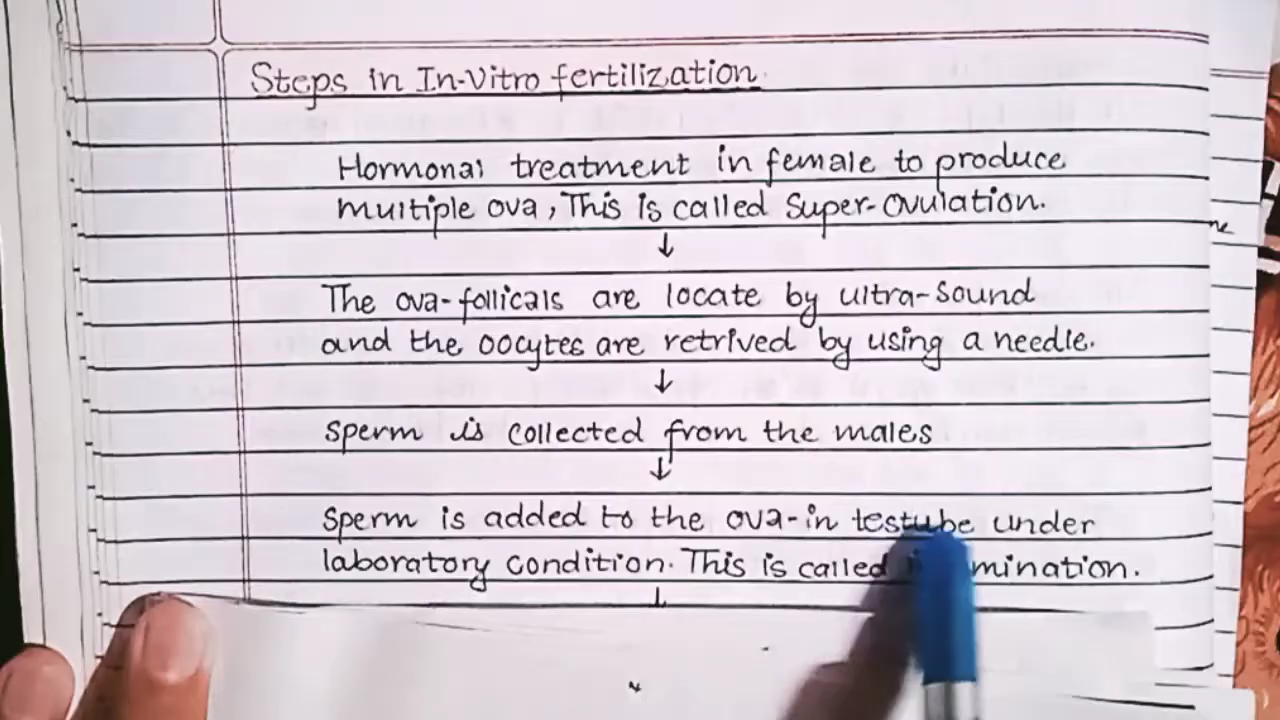 Steps in In-Vitro fertilization.
Hormonal treatment in female to produce
multiple ova, This is called Super-Ovulation.
↓
The ova-follicals are locate by ultra-sound
and the oocytes are retrived by using a needle.
↓
Sperm is collected from the males
↓
Sperm is added to the ova-in testube under
laboratory condition. This is called mination.